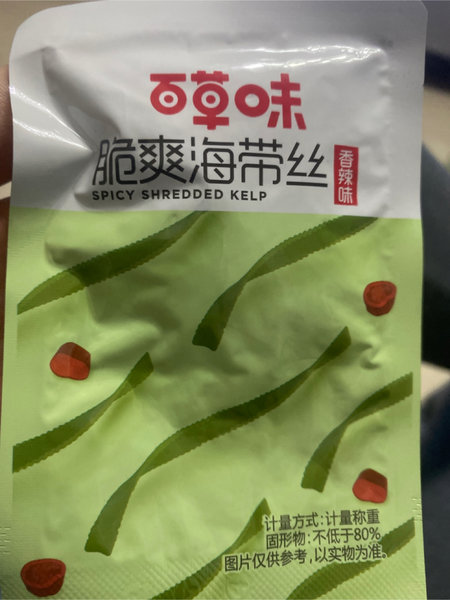 百草味
脆爽海带丝
香辣味
SPICY SHREDDED KELP
计量方式:计量称重
固形物:不低于80%
图片仅供参考,以实物为准。